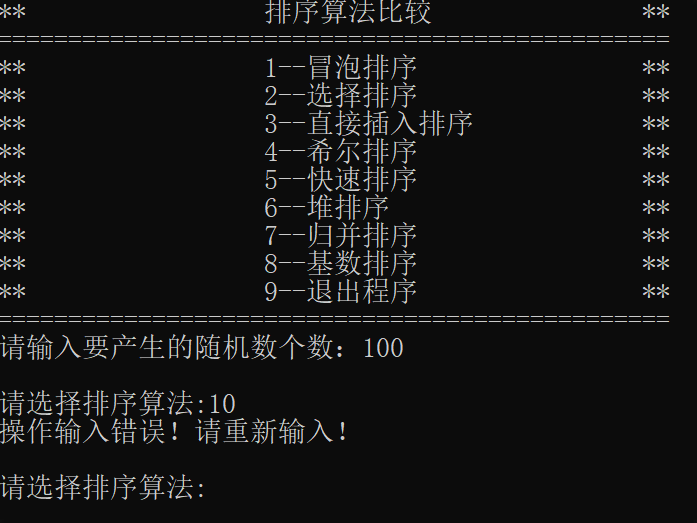 ** 排序算法比较 **
=================================================
** 1--冒泡排序 **
** 2--选择排序 **
** 3--直接插入排序 **
** 4--希尔排序 **
** 5--快速排序 **
** 6--堆排序 **
** 7--归并排序 **
** 8--基数排序 **
** 9--退出程序 **
=================================================
请输入要产生的随机数个数：100
请选择排序算法:10
操作输入错误！请重新输入！
请选择排序算法: